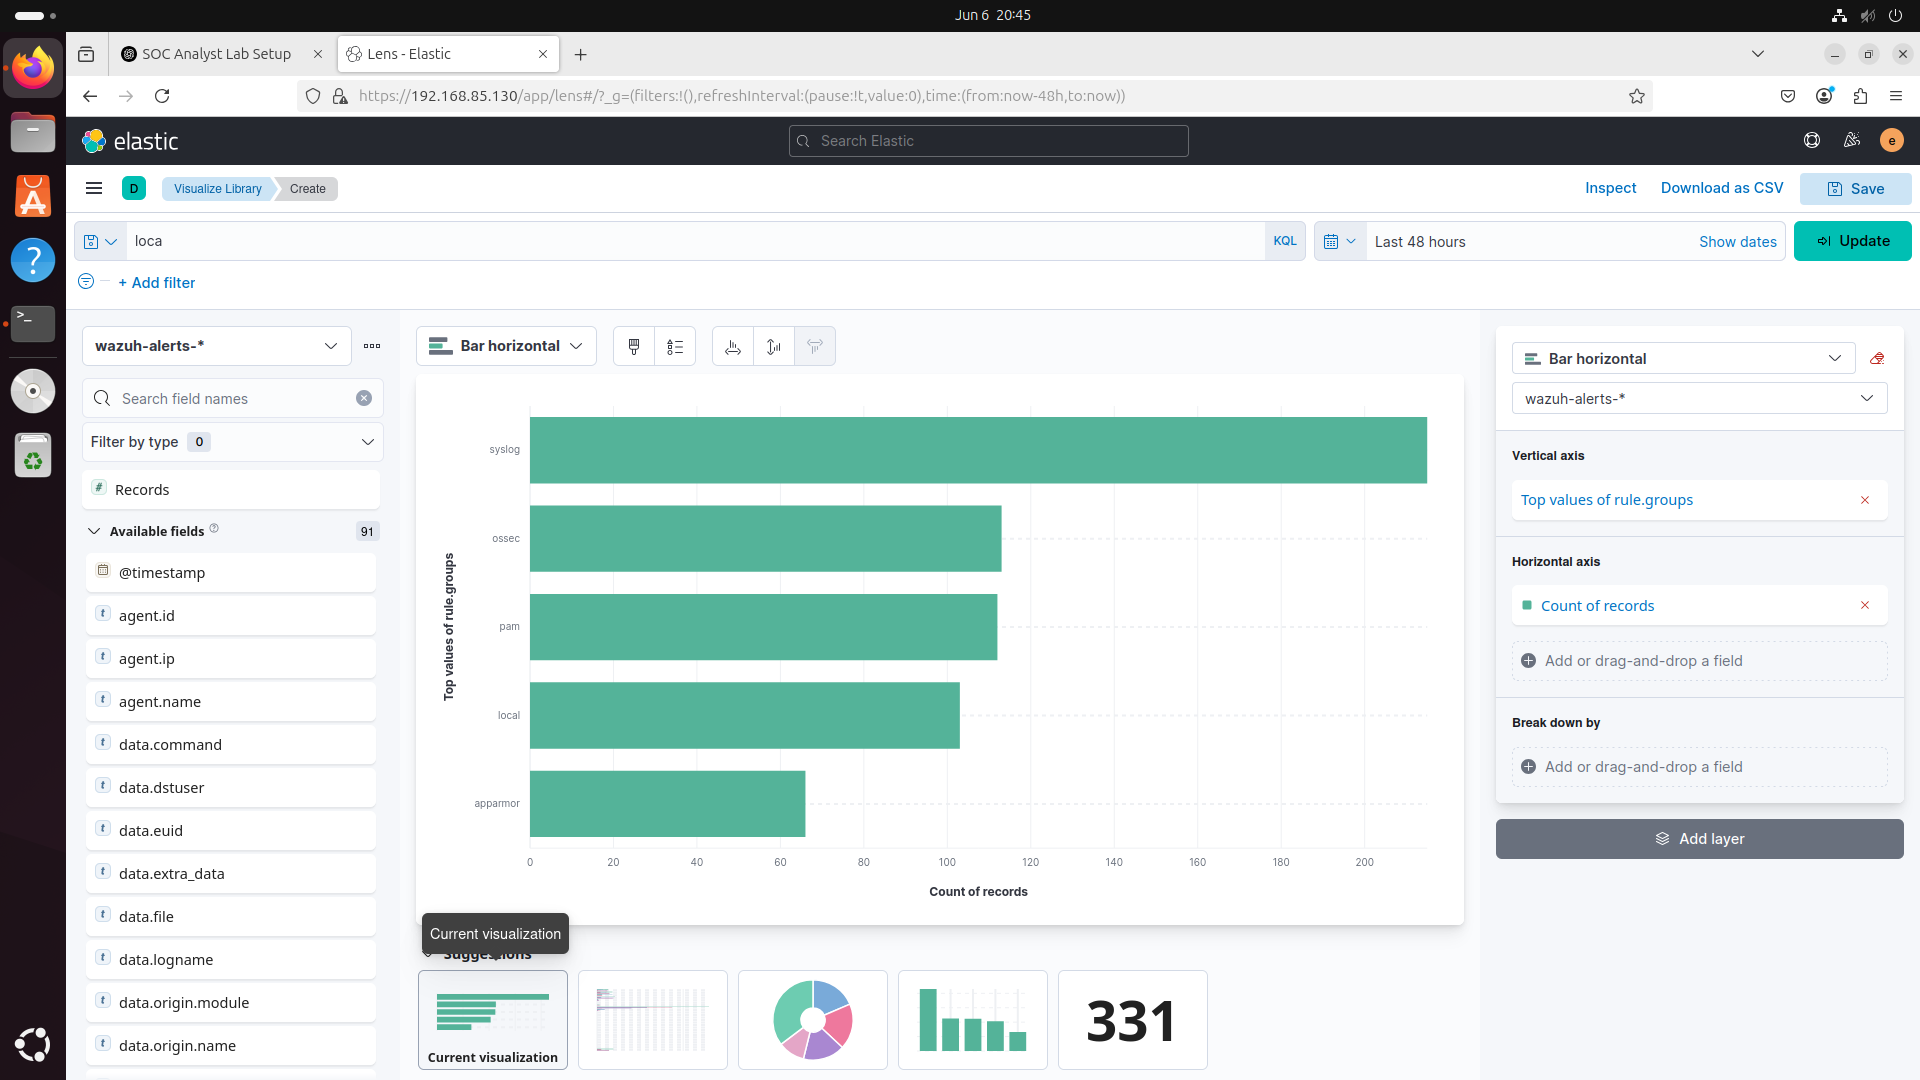 Jun 6 20:45
SOC Analyst Lab Setup
Lens - Elastic
https://192.168.85.130/app/lens#/?_g=(filters:!(),refreshInterval:(pause:!t,value:0),time:(from:now-48h,to:now))
elastic
Search Elastic
e
D
Visualize Library
Create
Inspect
Download as CSV
Save
loca
KQL
Last 48 hours
Show dates
Update
+ Add filter
wazuh-alerts-*
Search field names
Filter by type 0
# Records
Available fields 91
@timestamp
t agent.id
t agent.ip
t agent.name
t data.command
t data.dstuser
t data.euid
t data.extra_data
t data.file
t data.logname
t data.origin.module
t data.origin.name
Bar horizontal
Top values of rule.groups
syslog
ossec
pam
local
apparmor
0 20 40 60 80 100 120 140 160 180 200
Count of records
Current visualization
Suggestions
Current visualization
331
Bar horizontal
wazuh-alerts-*
Vertical axis
Top values of rule.groups
Horizontal axis
Count of records
Add or drag-and-drop a field
Break down by
Add or drag-and-drop a field
Add layer